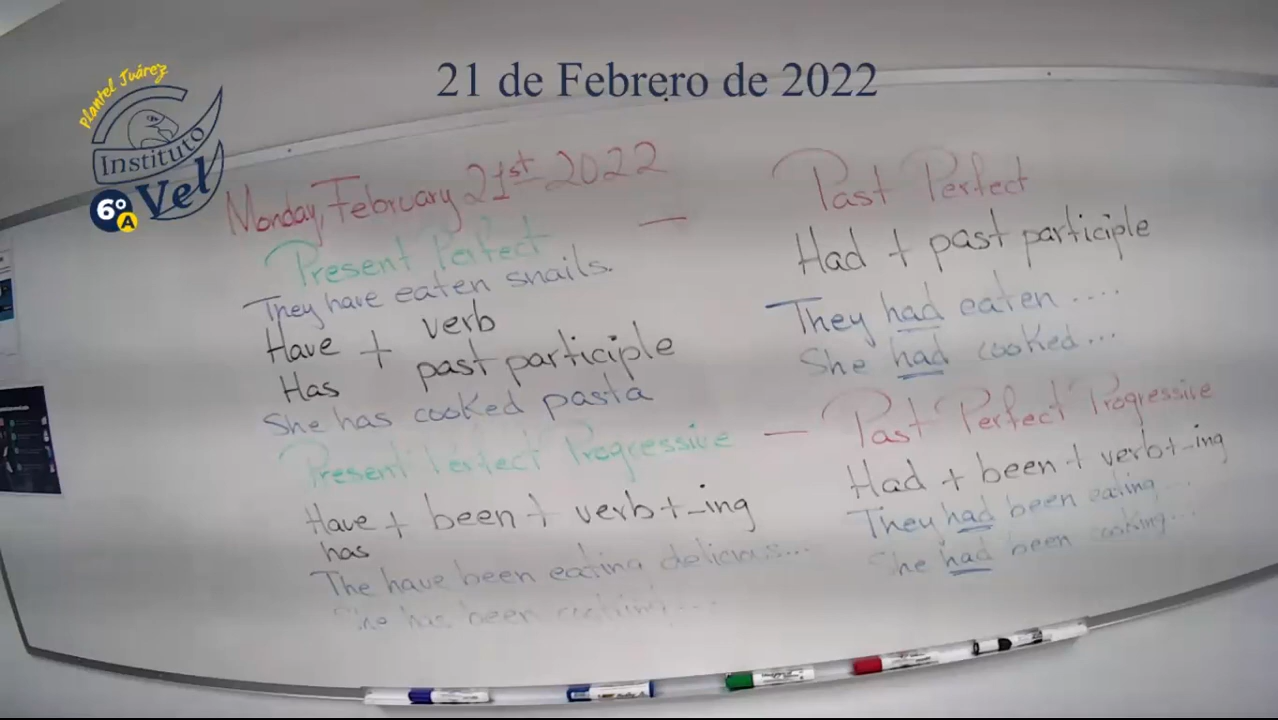 21 de Febrero de 2022
Plantel Juárez
Instituto
Vel
6º
A
Monday, February 21st 2022
Present Perfect
They have eaten snails.
Have + verb
Has past participle
She has cooked pasta
Present Perfect Progressive
Have + been + verb + -ing
has
The have been eating delicious...
She has been ...
Past Perfect
Had + past participle
They had eaten ....
She had cooked...
Past Perfect Progressive
Had + been + verb + -ing
They had been eating...
She had been cooking...